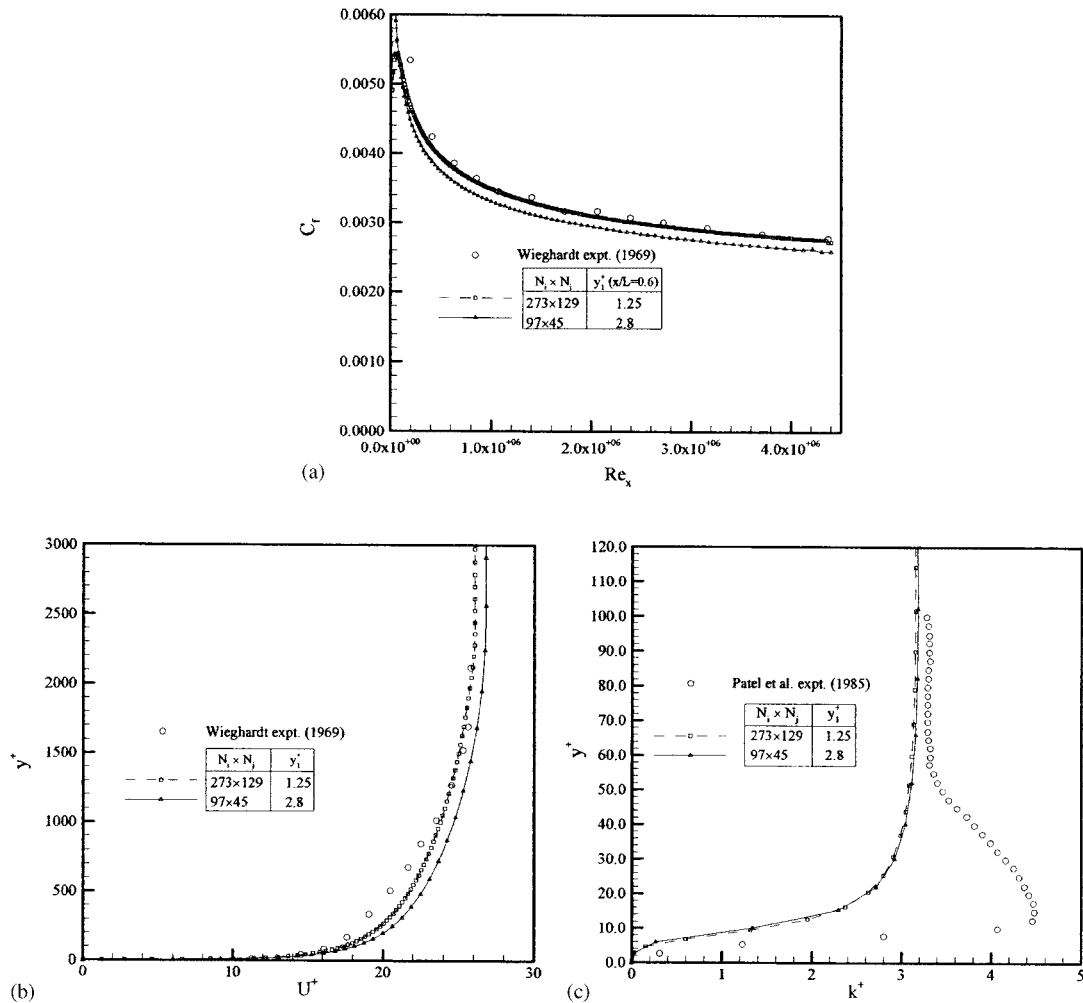 0.0060
0.0050
0.0040
0.0030
0.0020
0.0010
0.0000
C_f
0.0x10^+00
1.0x10^+06
2.0x10^+06
3.0x10^+06
4.0x10^+06
Re_x
Wieghardt expt. (1969)
N_i × N_j y_1^+ (x/L=0.6)
273×129 1.25
97×45 2.8
(a)
3000
2500
2000
1500
1000
500
0
y^+
0 10 20 30
U^+
Wieghardt expt. (1969)
N_i × N_j y_1^+
273×129 1.25
97×45 2.8
(b)
120.0
110.0
100.0
90.0
80.0
70.0
60.0
50.0
40.0
30.0
20.0
10.0
0.0
y^+
0 1 2 3 4 5
k^+
Patel et al. expt. (1985)
N_i × N_j y_1^+
273×129 1.25
97×45 2.8
(c)